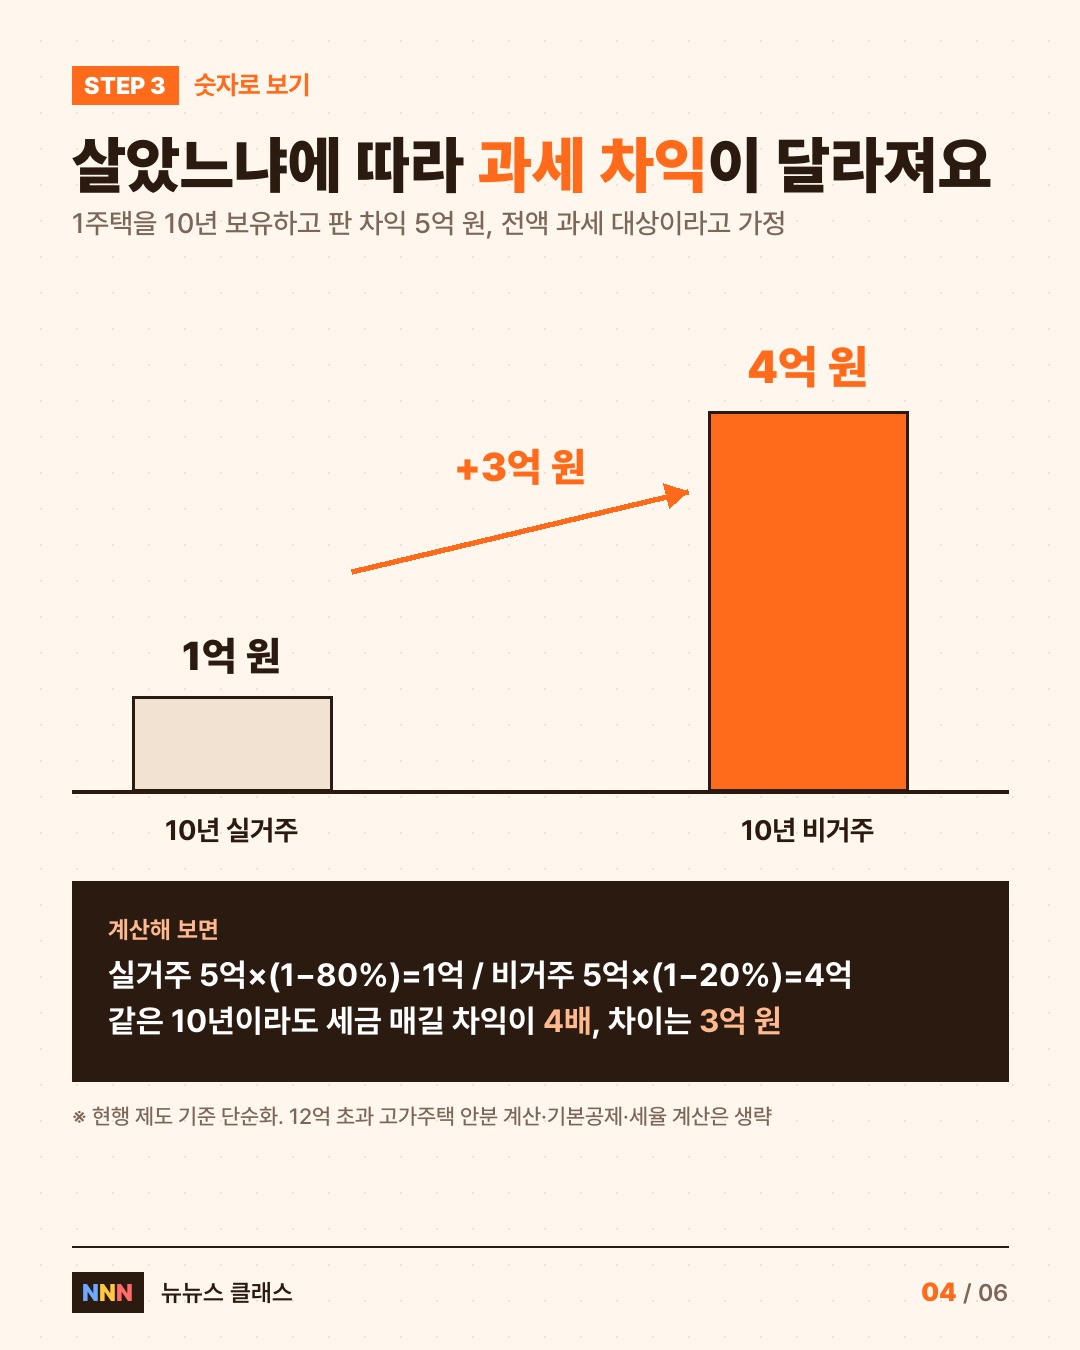 STEP 3 숫자로 보기
살았느냐에 따라 과세 차익이 달라져요
1주택을 10년 보유하고 판 차익 5억 원, 전액 과세 대상이라고 가정
4억 원
+3억 원
1억 원
10년 실거주
10년 비거주
계산해 보면
실거주 5억×(1−80%)=1억 / 비거주 5억×(1−20%)=4억
같은 10년이라도 세금 매길 차익이 4배, 차이는 3억 원
※ 현행 제도 기준 단순화. 12억 초과 고가주택 안분 계산·기본공제·세율 계산은 생략
NNN 뉴뉴스 클래스
04 / 06